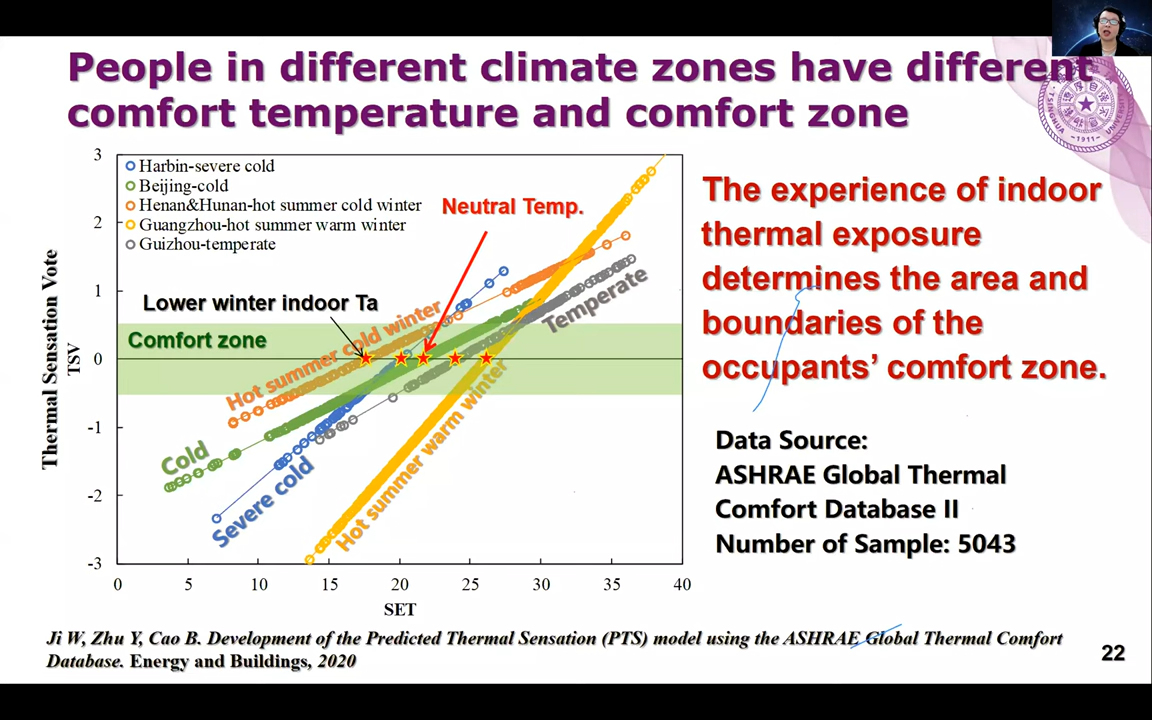 People in different climate zones have different
comfort temperature and comfort zone
TSINGHUA UNIVERSITY
-1911-
Harbin-severe cold
Beijing-cold
Henan&Hunan-hot summer cold winter
Guangzhou-hot summer warm winter
Guizhou-temperate
Neutral Temp.
Lower winter indoor Ta
Comfort zone
Hot summer cold winter
Temperate
Cold
Severe cold
Hot summer warm winter
Thermal Sensation Vote
TSV
3
2
1
0
-1
-2
-3
0 5 10 15 20 25 30 35 40
SET
The experience of indoor
thermal exposure
determines the area and
boundaries of the
occupants’ comfort zone.
Data Source:
ASHRAE Global Thermal
Comfort Database II
Number of Sample: 5043
Ji W, Zhu Y, Cao B. Development of the Predicted Thermal Sensation (PTS) model using the ASHRAE Global Thermal Comfort
Database. Energy and Buildings, 2020
22